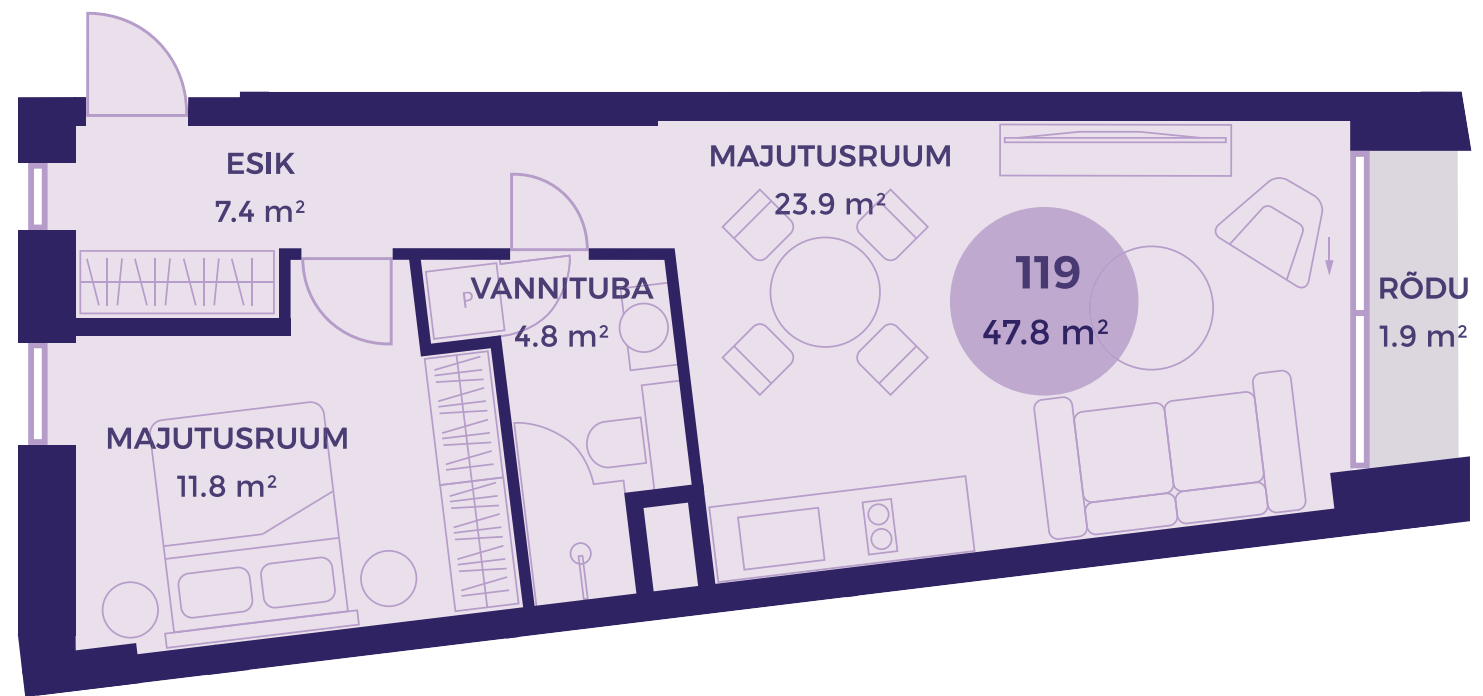 ESIK
7.4 m²
MAJUTUSRUUM
23.9 m²
119
47.8 m²
RÕDU
1.9 m²
P
VANNITUBA
4.8 m²
MAJUTUSRUUM
11.8 m²